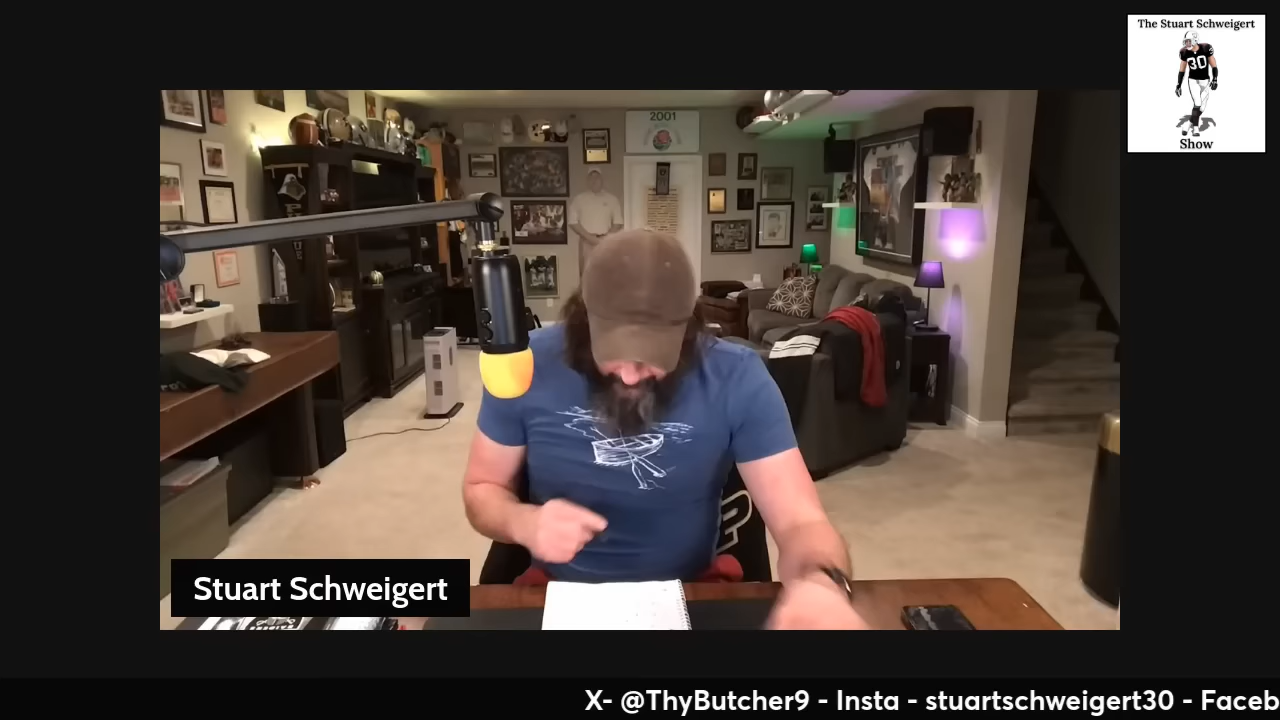 The Stuart Schweigert
30
Show
2001
P
Stuart Schweigert
X- @ThyButcher9 - Insta - stuartschweigert30 - Faceb